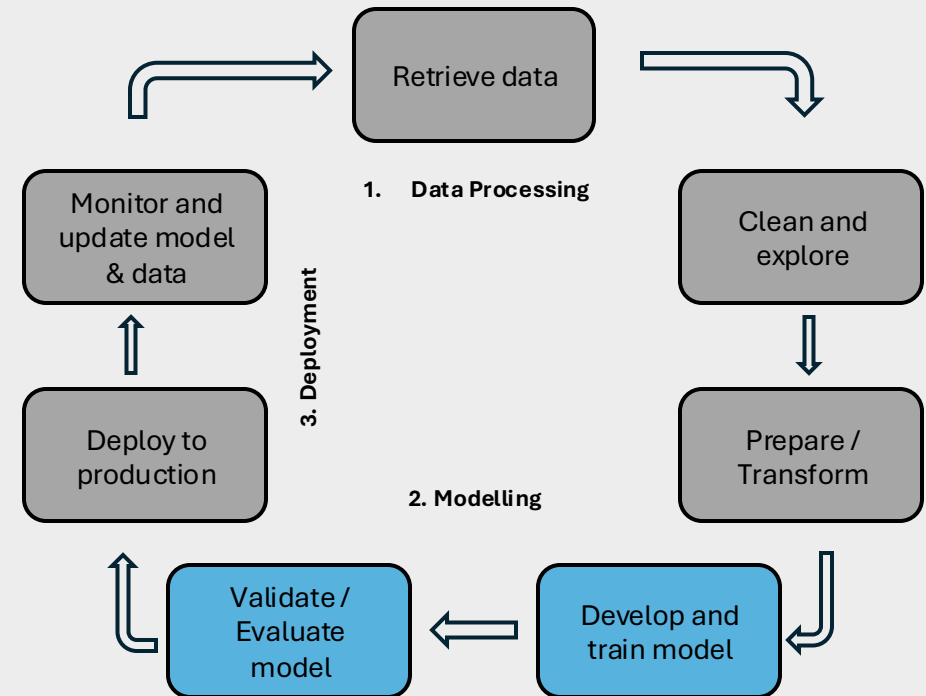 Retrieve data
1. Data Processing
Clean and
explore
Prepare /
Transform
2. Modelling
Develop and
train model
Validate /
Evaluate
model
3. Deployment
Deploy to
production
Monitor and
update model
& data